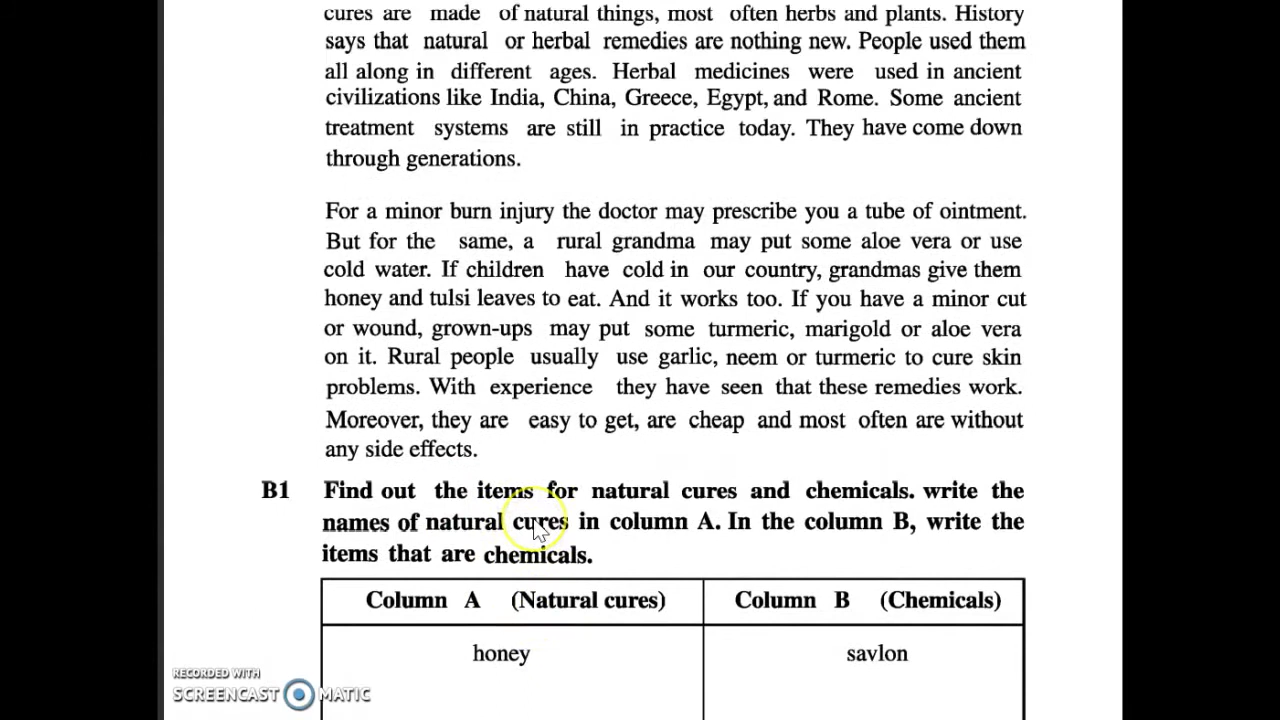 cures are made of natural things, most often herbs and plants. History
says that natural or herbal remedies are nothing new. People used them
all along in different ages. Herbal medicines were used in ancient
civilizations like India, China, Greece, Egypt, and Rome. Some ancient
treatment systems are still in practice today. They have come down
through generations.
For a minor burn injury the doctor may prescribe you a tube of ointment.
But for the same, a rural grandma may put some aloe vera or use
cold water. If children have cold in our country, grandmas give them
honey and tulsi leaves to eat. And it works too. If you have a minor cut
or wound, grown-ups may put some turmeric, marigold or aloe vera
on it. Rural people usually use garlic, neem or turmeric to cure skin
problems. With experience they have seen that these remedies work.
Moreover, they are easy to get, are cheap and most often are without
any side effects.
B1 Find out the items for natural cures and chemicals. write the
names of natural cures in column A. In the column B, write the
items that are chemicals.
Column A (Natural cures) Column B (Chemicals)
honey savlon
RECORDED WITH
SCREENCAST MATIC